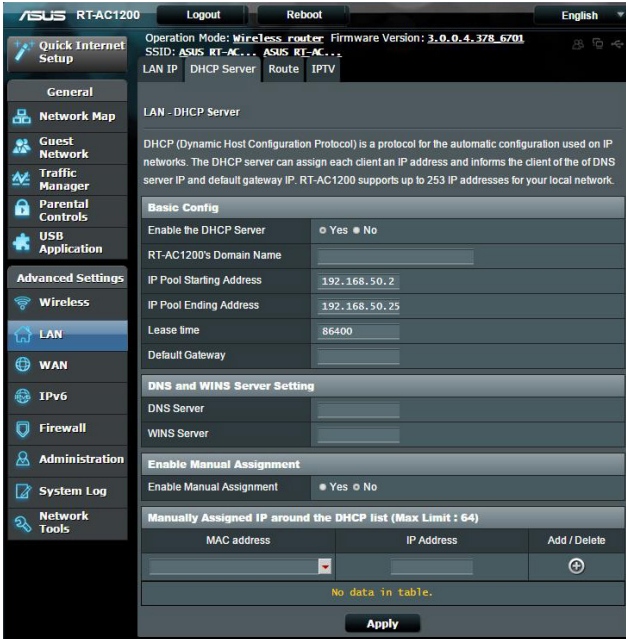 ASUS RT-AC1200 Logout Reboot English
Quick Internet Setup
Operation Mode: Wireless router Firmware Version: 3.0.0.4.378_6701
SSID: ASUS RT-AC... ASUS RT-AC...
LAN IP DHCP Server Route IPTV
General
Network Map
Guest Network
Traffic Manager
Parental Controls
USB Application
Advanced Settings
Wireless
LAN
WAN
IPv6
Firewall
Administration
System Log
Network Tools
LAN - DHCP Server
DHCP (Dynamic Host Configuration Protocol) is a protocol for the automatic configuration used on IP
networks. The DHCP server can assign each client an IP address and informs the client of the of DNS
server IP and default gateway IP. RT-AC1200 supports up to 253 IP addresses for your local network.
Basic Config
Enable the DHCP Server Yes No
RT-AC1200's Domain Name
IP Pool Starting Address 192.168.50.2
IP Pool Ending Address 192.168.50.25
Lease time 86400
Default Gateway
DNS and WINS Server Setting
DNS Server
WINS Server
Enable Manual Assignment
Enable Manual Assignment Yes No
Manually Assigned IP around the DHCP list (Max Limit : 64)
MAC address IP Address Add / Delete
No data in table.
Apply